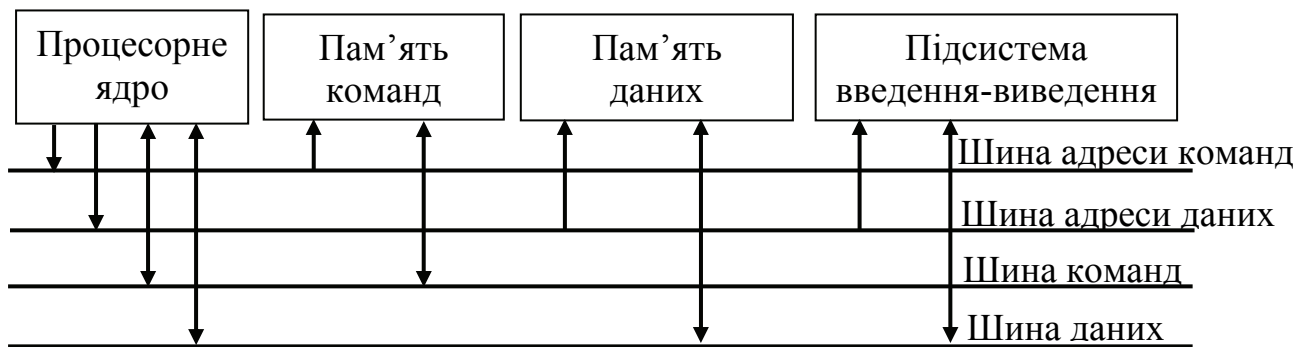 Процесорне
ядро
Пам’ять
команд
Пам’ять
даних
Підсистема
введення-виведення
Шина адреси команд
Шина адреси даних
Шина команд
Шина даних